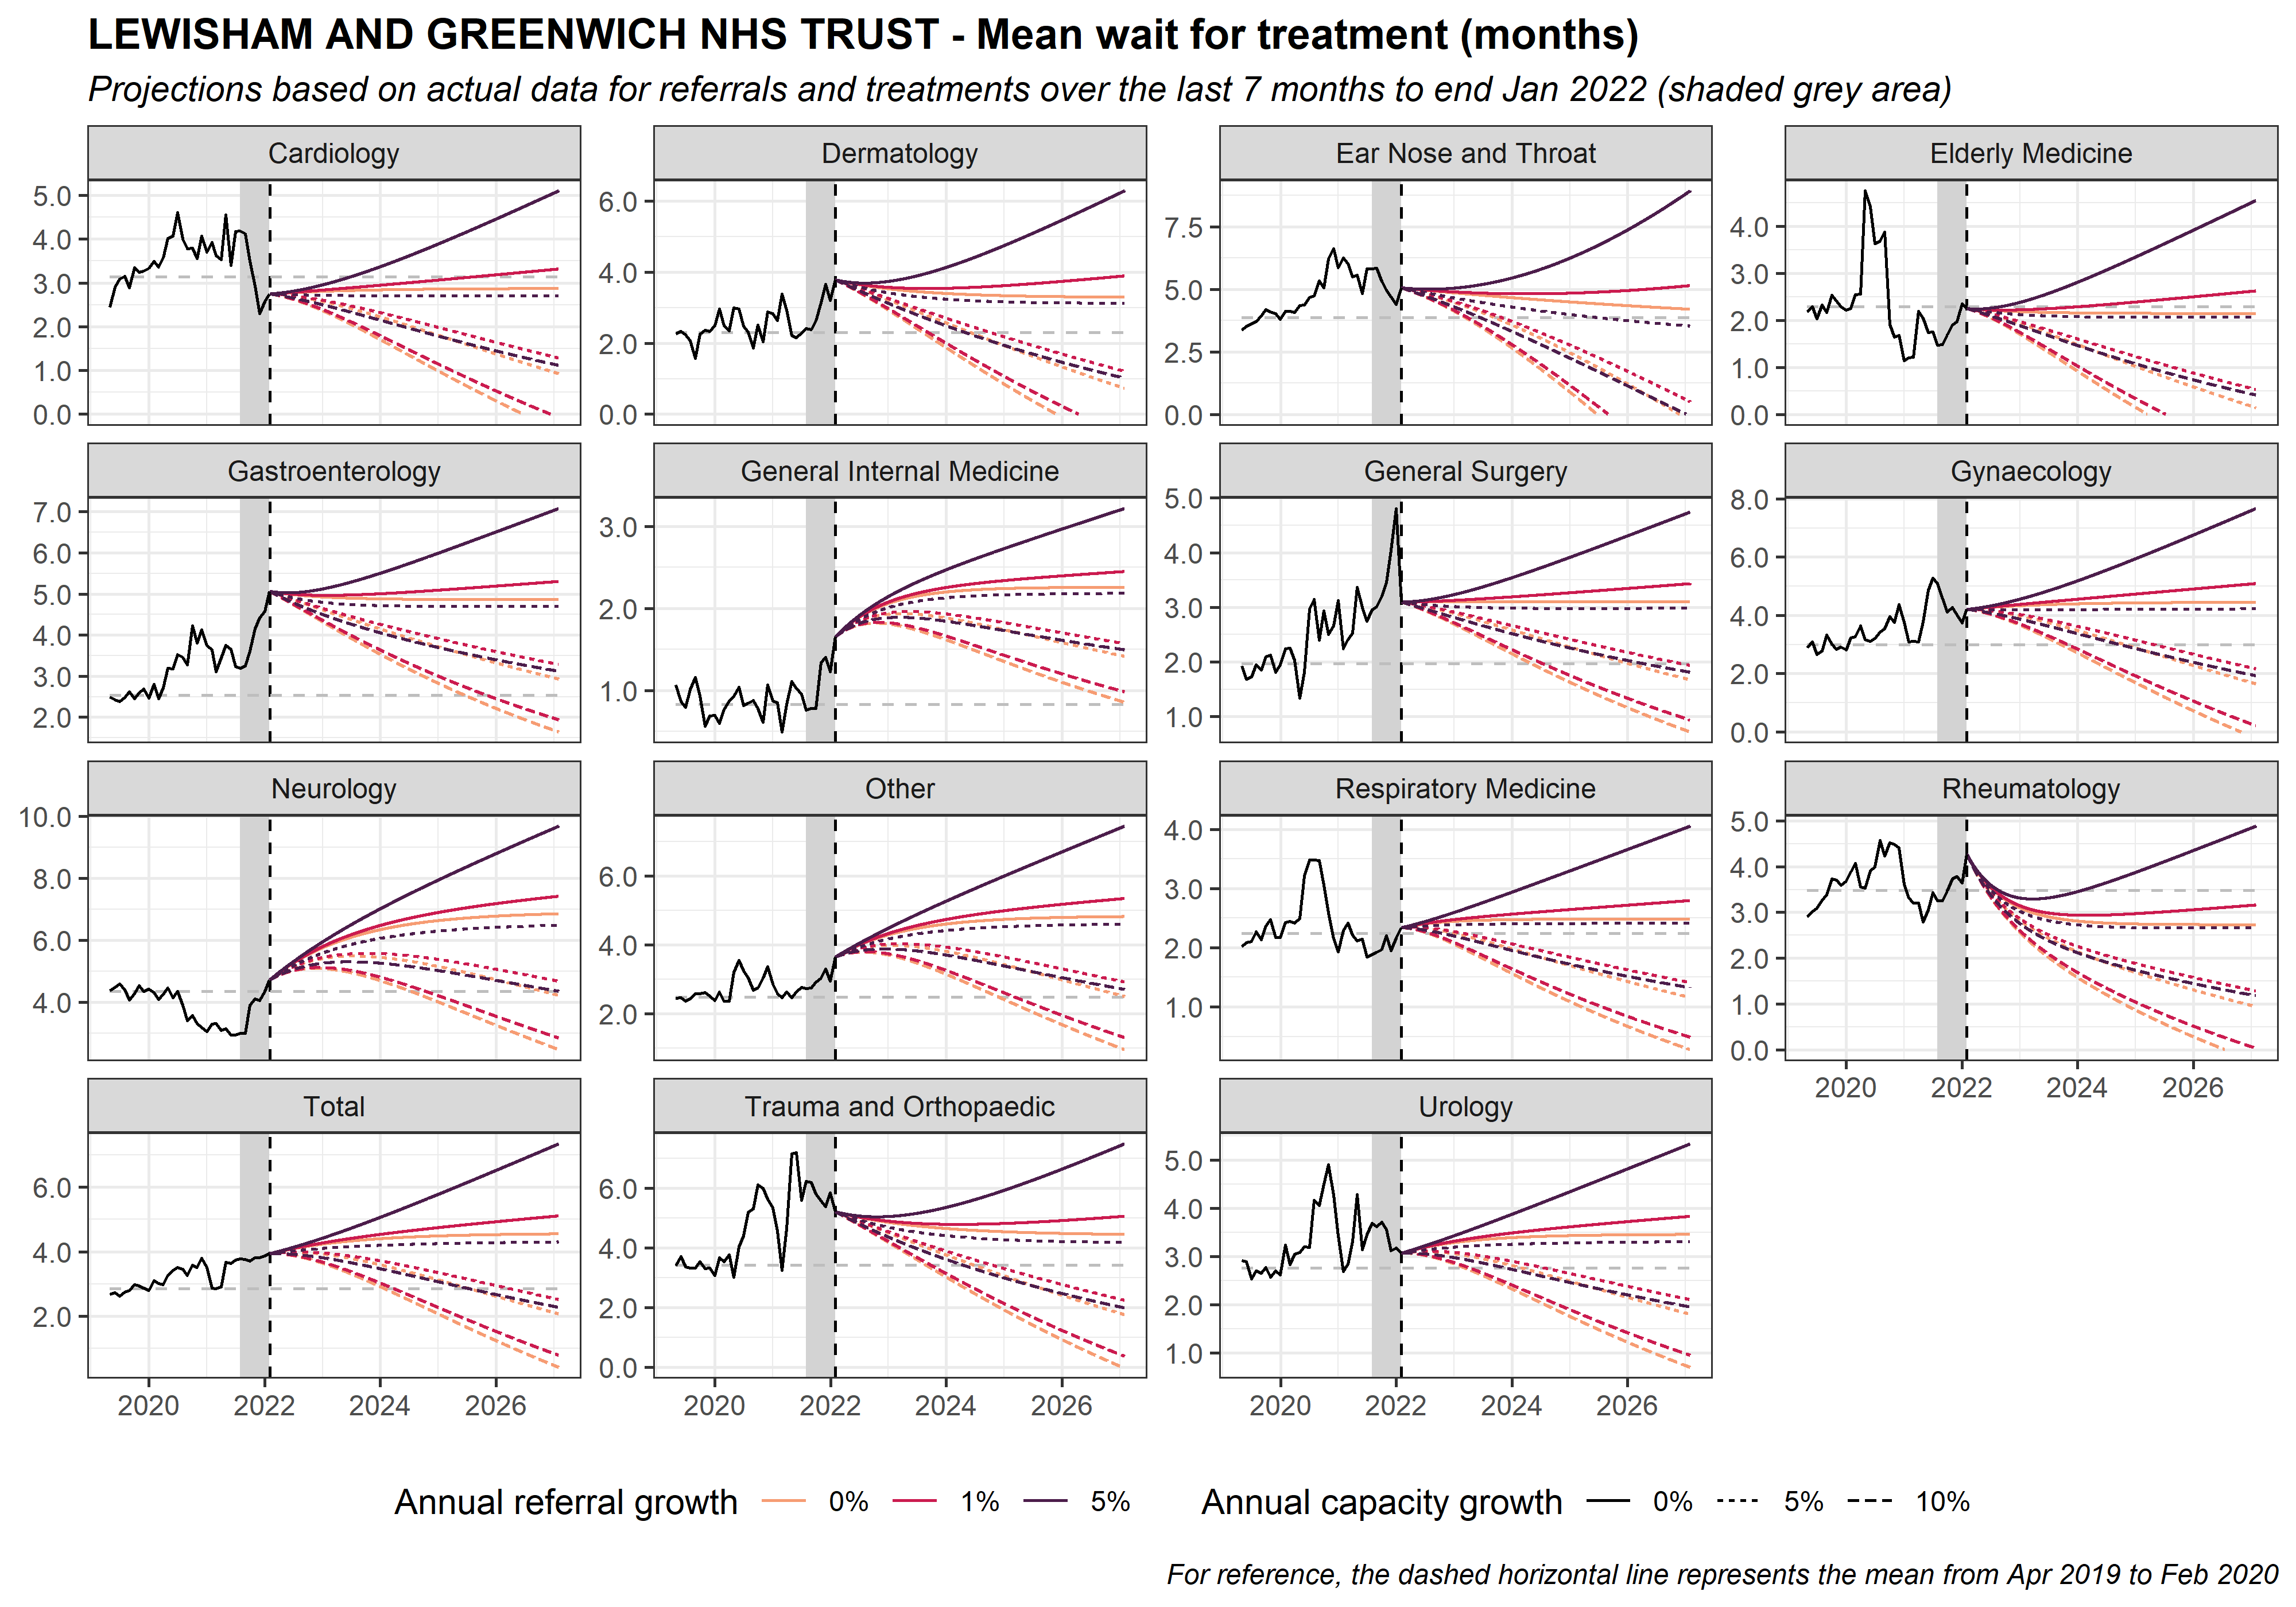 LEWISHAM AND GREENWICH NHS TRUST - Mean wait for treatment (months)
Projections based on actual data for referrals and treatments over the last 7 months to end Jan 2022 (shaded grey area)
Cardiology
5.0
4.0
3.0
2.0
1.0
0.0
Dermatology
6.0
4.0
2.0
0.0
Ear Nose and Throat
7.5
5.0
2.5
0.0
Elderly Medicine
4.0
3.0
2.0
1.0
0.0
Gastroenterology
7.0
6.0
5.0
4.0
3.0
2.0
General Internal Medicine
3.0
2.0
1.0
General Surgery
5.0
4.0
3.0
2.0
1.0
Gynaecology
8.0
6.0
4.0
2.0
0.0
Neurology
10.0
8.0
6.0
4.0
Other
6.0
4.0
2.0
Respiratory Medicine
4.0
3.0
2.0
1.0
Rheumatology
5.0
4.0
3.0
2.0
1.0
0.0
2020 2022 2024 2026
Total
6.0
4.0
2.0
2020 2022 2024 2026
Trauma and Orthopaedic
6.0
4.0
2.0
0.0
2020 2022 2024 2026
Urology
5.0
4.0
3.0
2.0
1.0
2020 2022 2024 2026
Annual referral growth 0% 1% 5% Annual capacity growth 0% 5% 10%
For reference, the dashed horizontal line represents the mean from Apr 2019 to Feb 2020